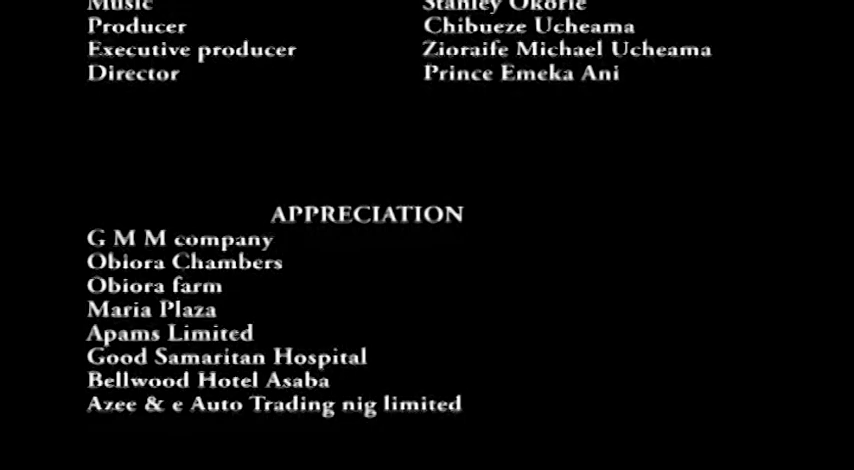 Music Stanley Okorie
Producer Chibueze Ucheama
Executive producer Zioraife Michael Ucheama
Director Prince Emeka Ani
APPRECIATION
G M M company
Obiora Chambers
Obiora farm
Maria Plaza
Apams Limited
Good Samaritan Hospital
Bellwood Hotel Asaba
Azee & e Auto Trading nig limited